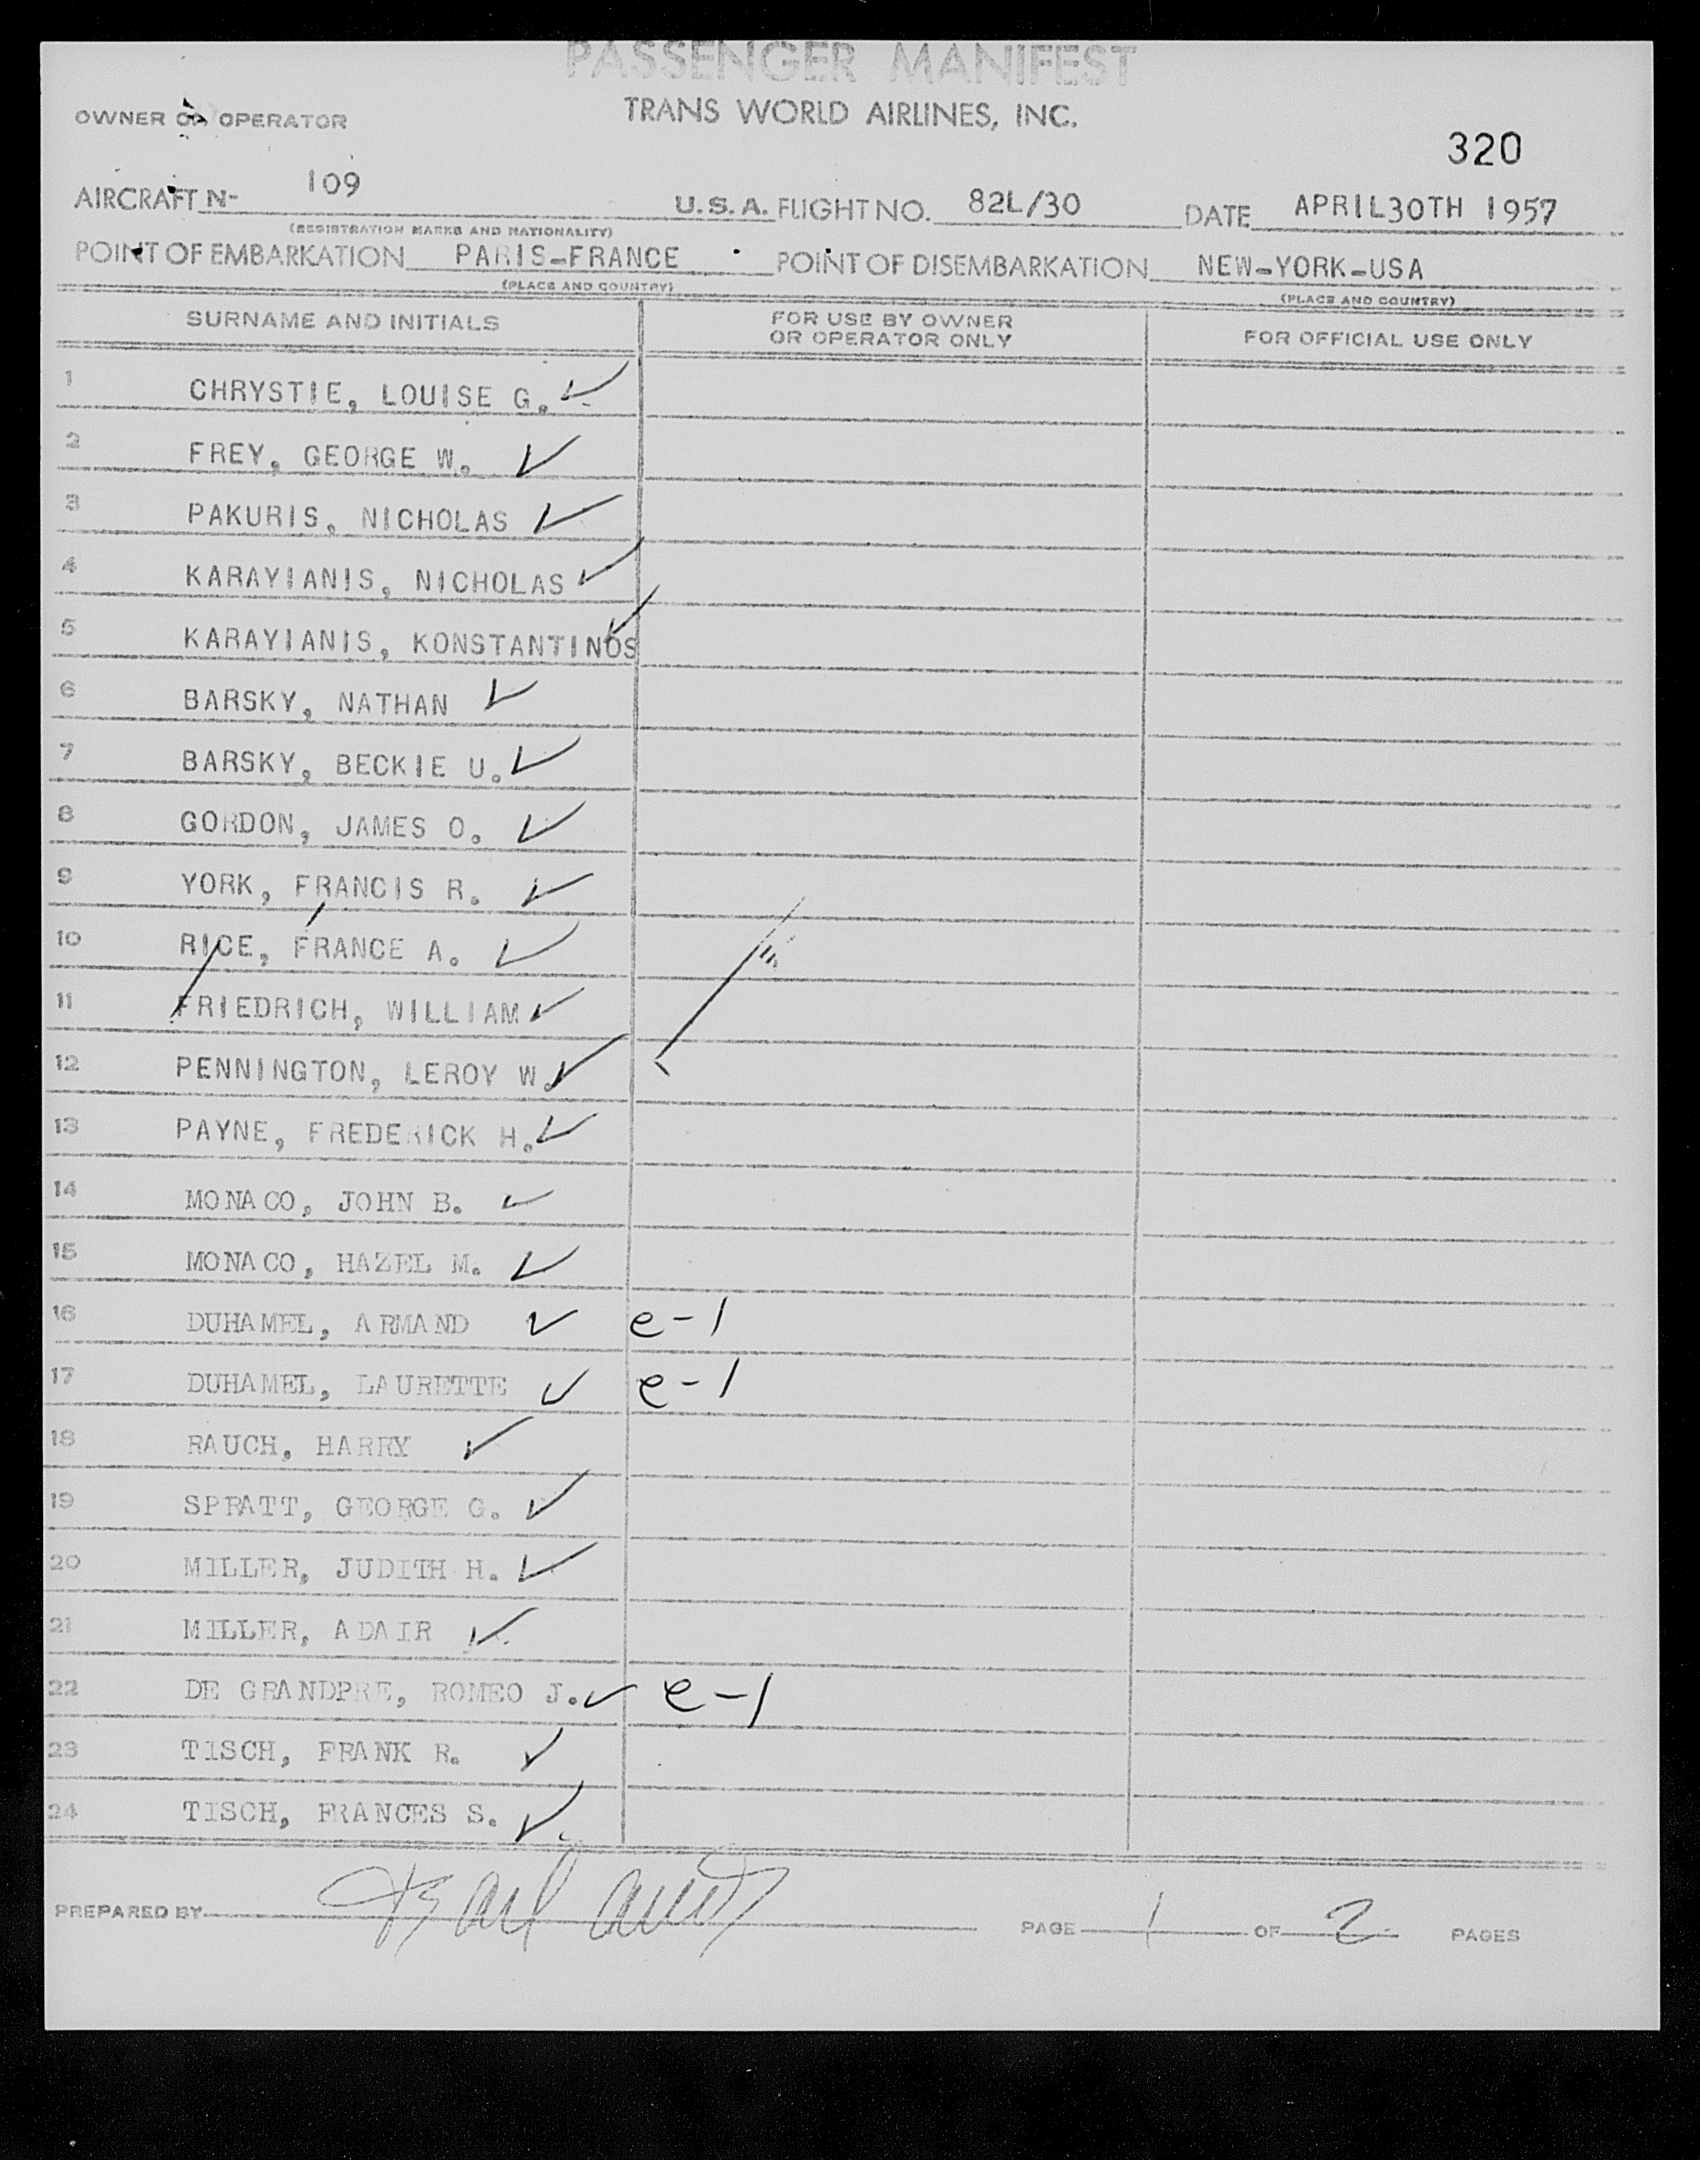 PASSENGER MANIFEST
OWNER OR OPERATOR TRANS WORLD AIRLINES, INC.
320
AIRCRAFT N- 109 U.S.A. FLIGHT NO. 82L/30 DATE APRIL30TH 1957
(REGISTRATION MARKS AND NATIONALITY)
POINT OF EMBARKATION PARIS-FRANCE POINT OF DISEMBARKATION NEW-YORK-USA
(PLACE AND COUNTRY) (PLACE AND COUNTRY)
SURNAME AND INITIALS FOR USE BY OWNER OR OPERATOR ONLY FOR OFFICIAL USE ONLY
1 CHRYSTIE, LOUISE G. ✓
2 FREY, GEORGE W. ✓
3 PAKURIS, NICHOLAS ✓
4 KARAYIANIS, NICHOLAS ✓
5 KARAYIANIS, KONSTANTINOS ✓
6 BARSKY, NATHAN ✓
7 BARSKY, BECKIE U. ✓
8 GORDON, JAMES O. ✓
9 YORK, FRANCIS R. ✓
10 RICE, FRANCE A. ✓
11 FRIEDRICH, WILLIAM ✓
12 PENNINGTON, LEROY W. ✓
13 PAYNE, FREDERICK H. ✓
14 MONACO, JOHN B. ✓
15 MONACO, HAZEL M. ✓
16 DUHAMEL, ARMAND ✓ e-1
17 DUHAMEL, LAURETTE ✓ e-1
18 RAUCH, HARRY ✓
19 SPRATT, GEORGE G. ✓
20 MILLER, JUDITH H. ✓
21 MILLER, ADAIR ✓
22 DE GRANDPRE, ROMEO J. ✓ e-1
23 TISCH, FRANK R. ✓
24 TISCH, FRANCES S. ✓
PREPARED BY PAGE 1 OF 2 PAGES